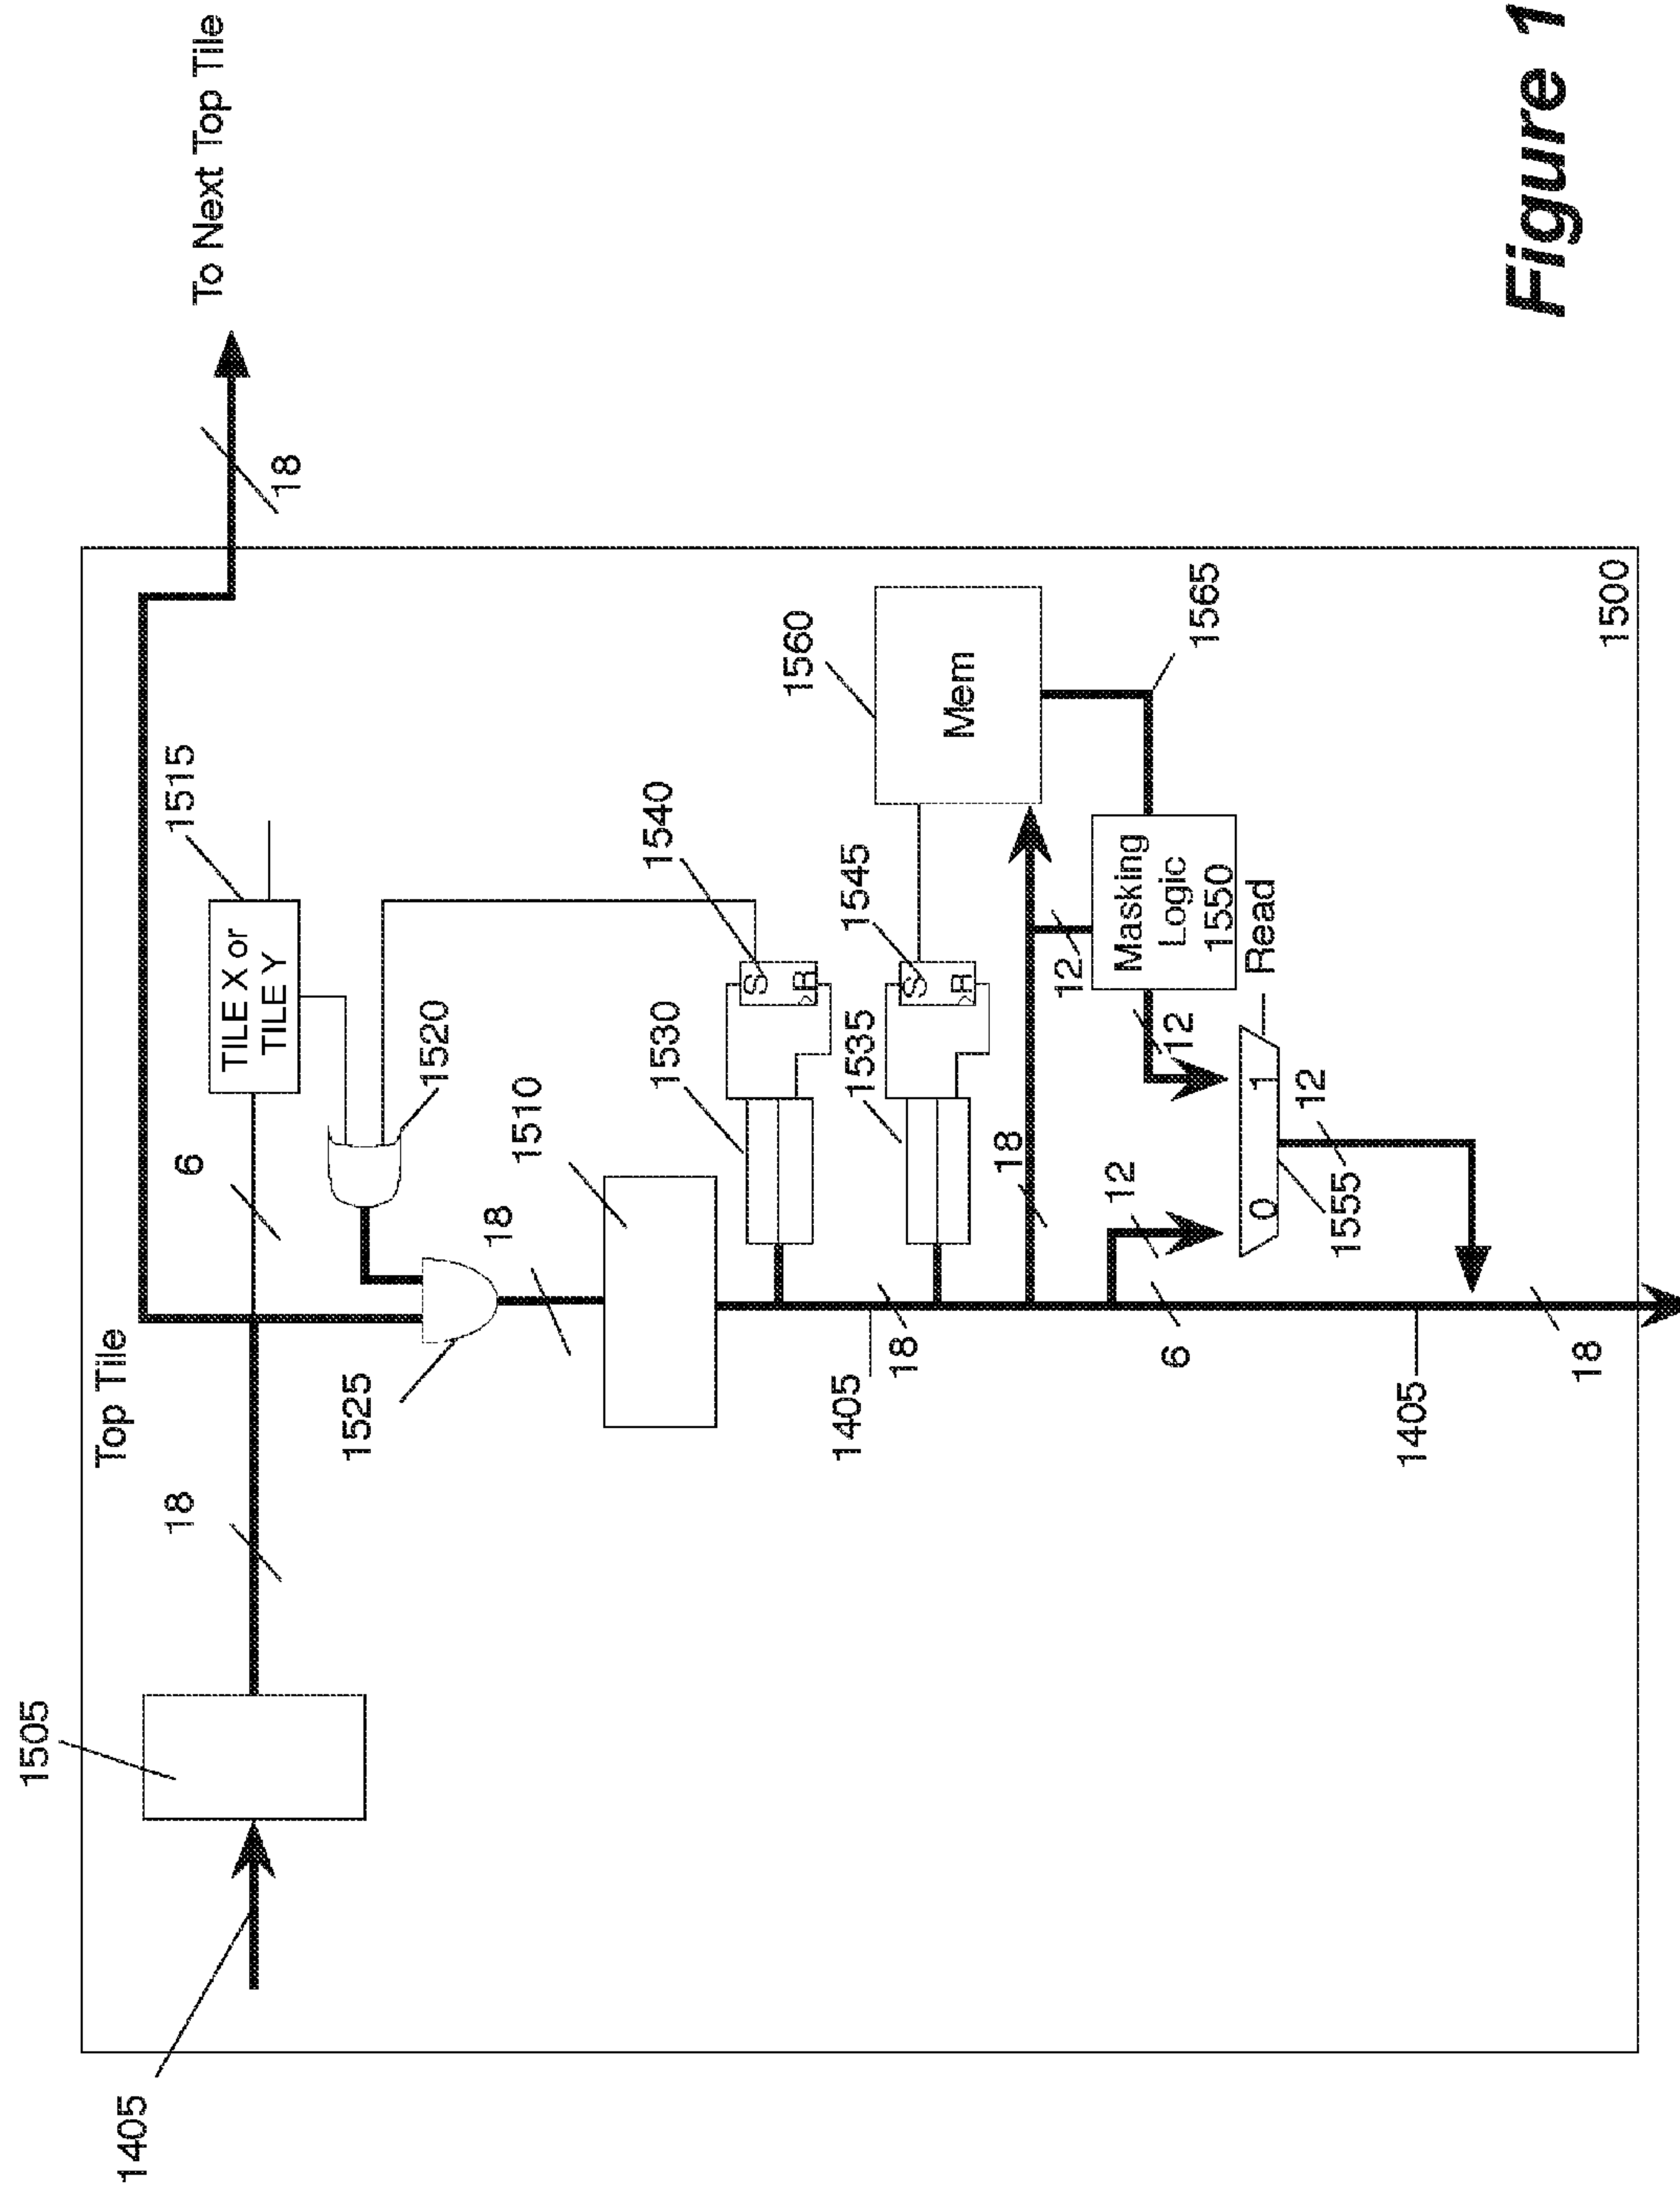 Top Tile
To Next Top Tile
1405
1505
18
6
TILE X or
TILE Y
1515
18
1520
1525
18
1510
1530
S
R
1540
1535
S
R
1545
1560
Mem
1405
18
18
12
Masking
Logic
1550
1565
12
12
6
0
1
Read
1555
12
1405
18
1500
Figure 1